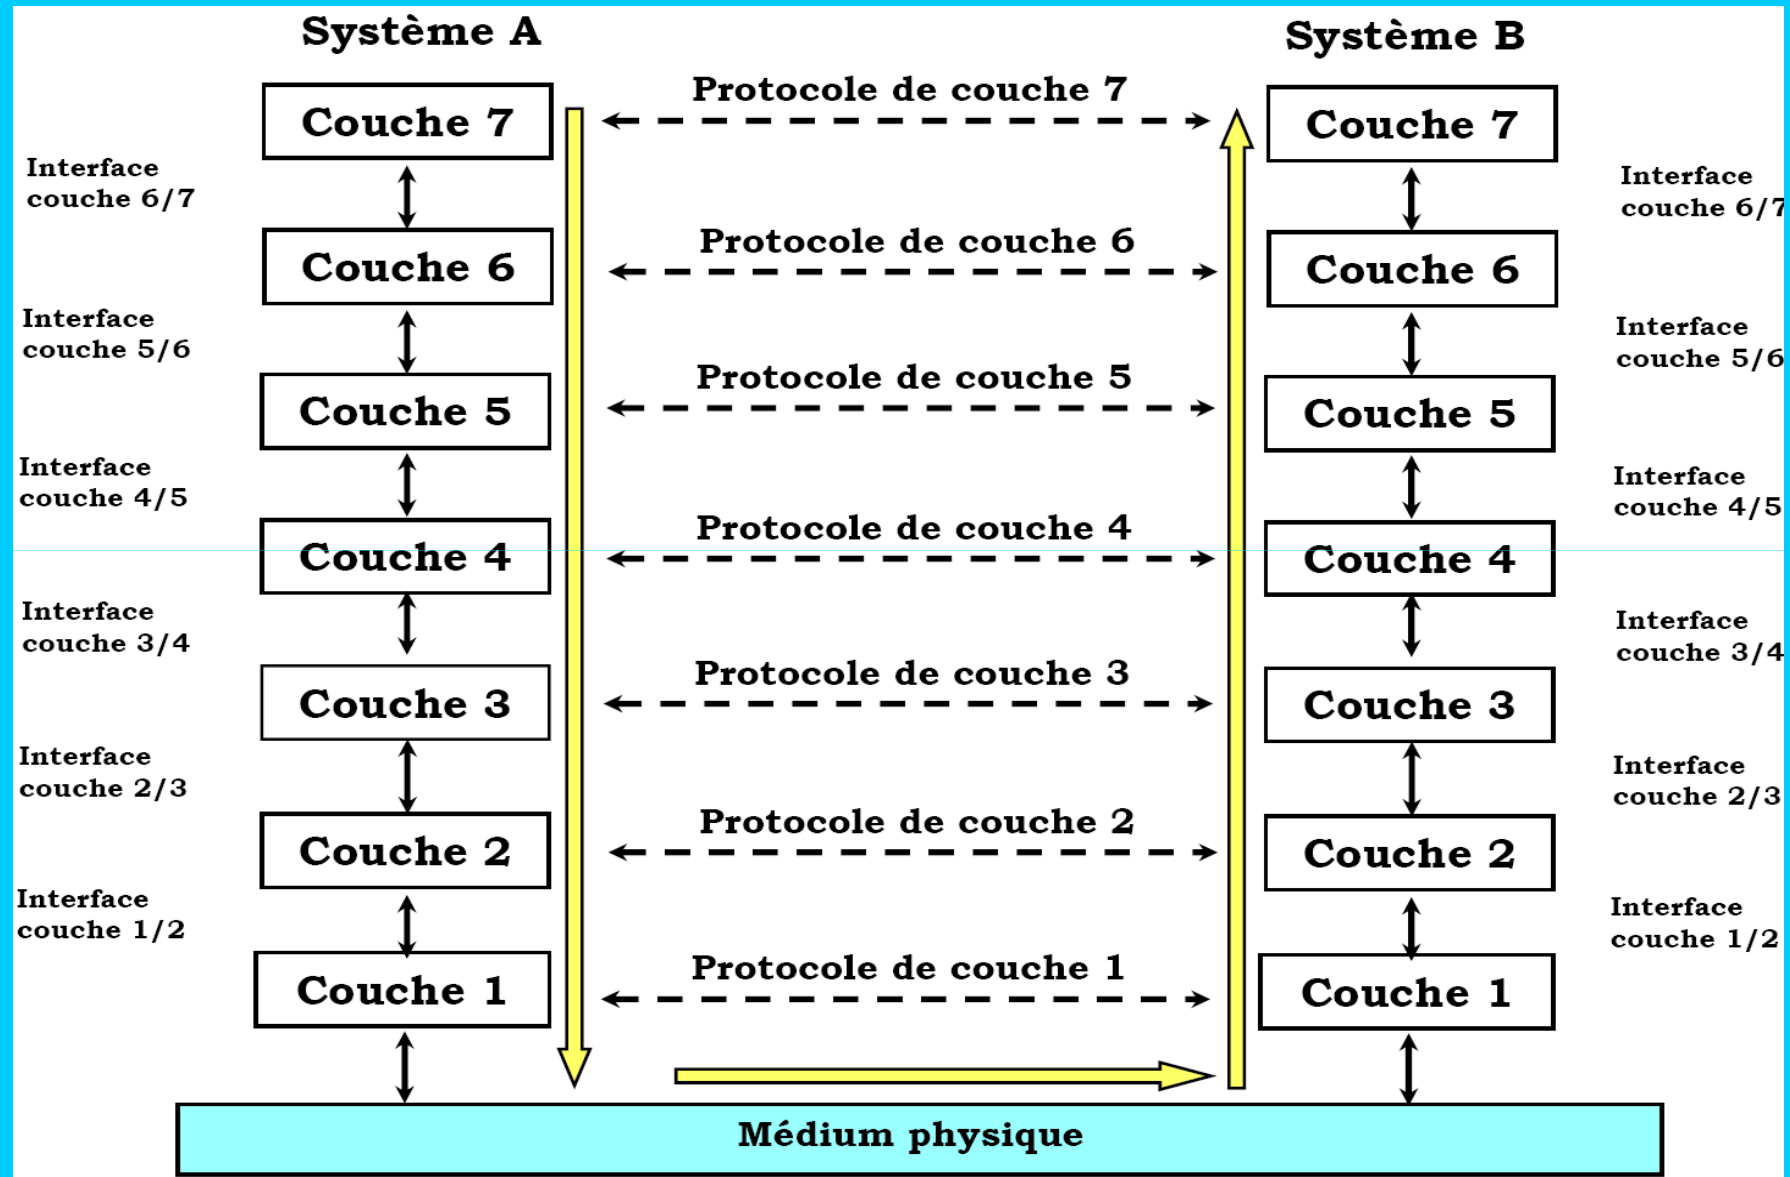 Système A
Système B
Couche 7
Protocole de couche 7
Couche 7
Interface
couche 6/7
Interface
couche 6/7
Couche 6
Protocole de couche 6
Couche 6
Interface
couche 5/6
Interface
couche 5/6
Couche 5
Protocole de couche 5
Couche 5
Interface
couche 4/5
Interface
couche 4/5
Couche 4
Protocole de couche 4
Couche 4
Interface
couche 3/4
Interface
couche 3/4
Couche 3
Protocole de couche 3
Couche 3
Interface
couche 2/3
Interface
couche 2/3
Couche 2
Protocole de couche 2
Couche 2
Interface
couche 1/2
Interface
couche 1/2
Couche 1
Protocole de couche 1
Couche 1
Médium physique